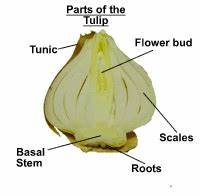 Parts of the
Tulip
Tunic
Flower bud
Scales
Basal
Stem
Roots